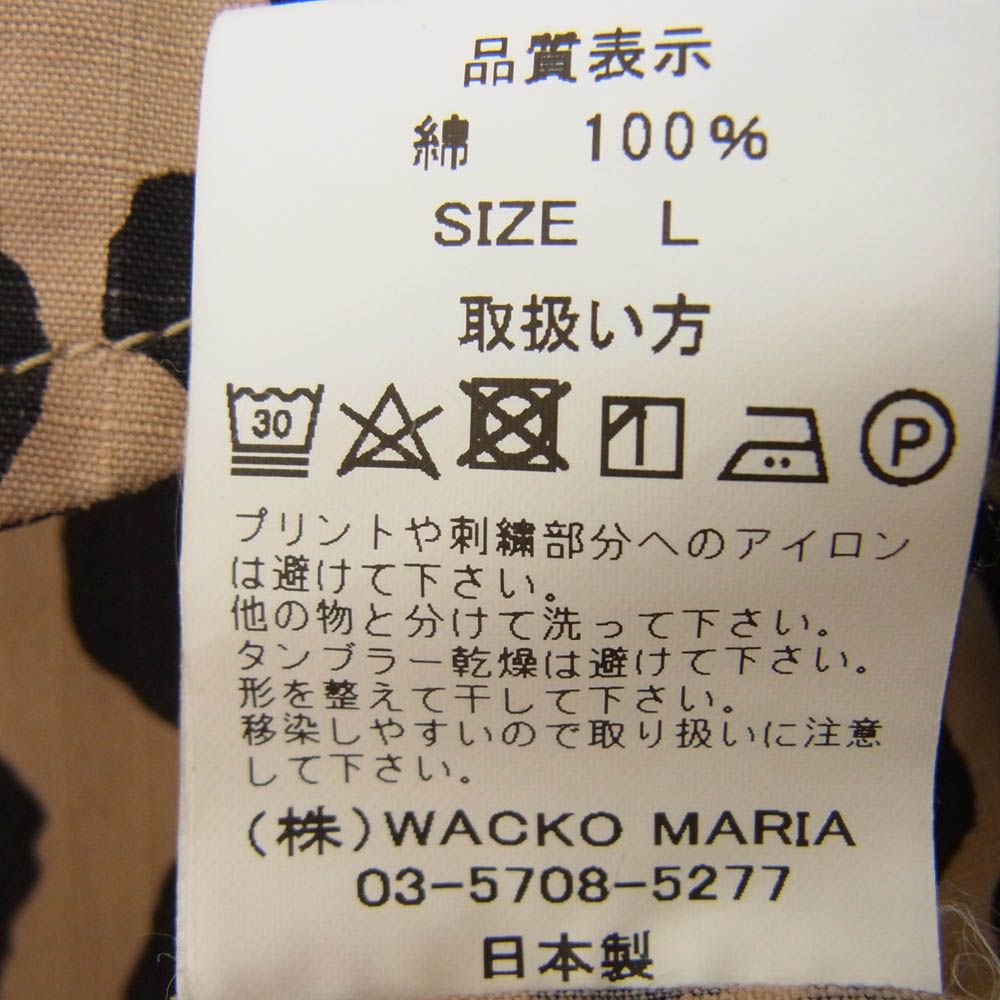 品質表示
綿 100%
SIZE L
取扱い方
30 P
プリントや刺繍部分へのアイロン
は避けて下さい。
他の物と分けて洗って下さい。
タンブラー乾燥は避けて下さい。
形を整えて干して下さい。
移染しやすいので取り扱いに注意
して下さい。
(株)WACKO MARIA
03-5708-5277
日本製